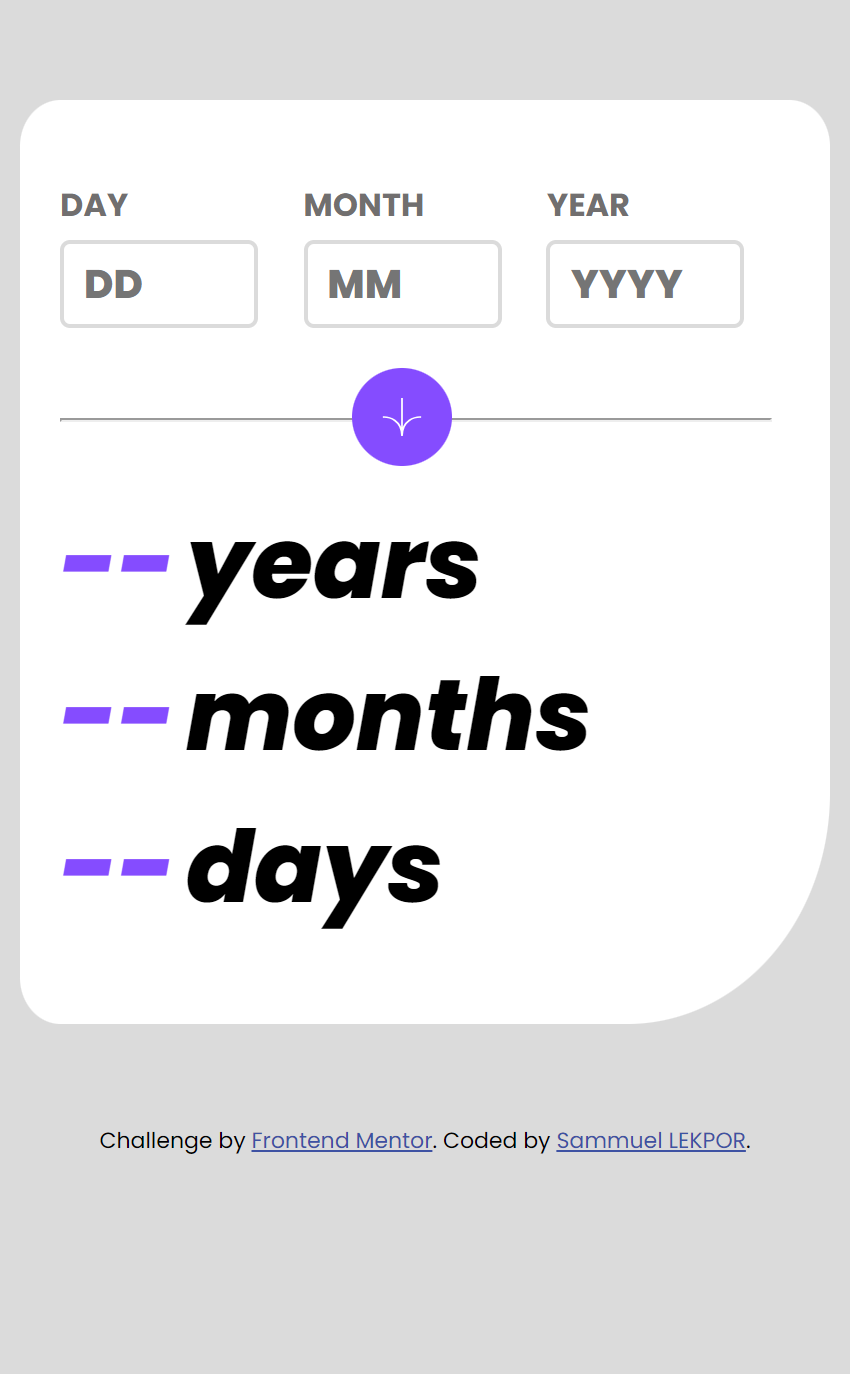 DAY MONTH YEAR
DD MM YYYY
-- years
-- months
-- days
Challenge by Frontend Mentor. Coded by Sammuel LEKPOR.